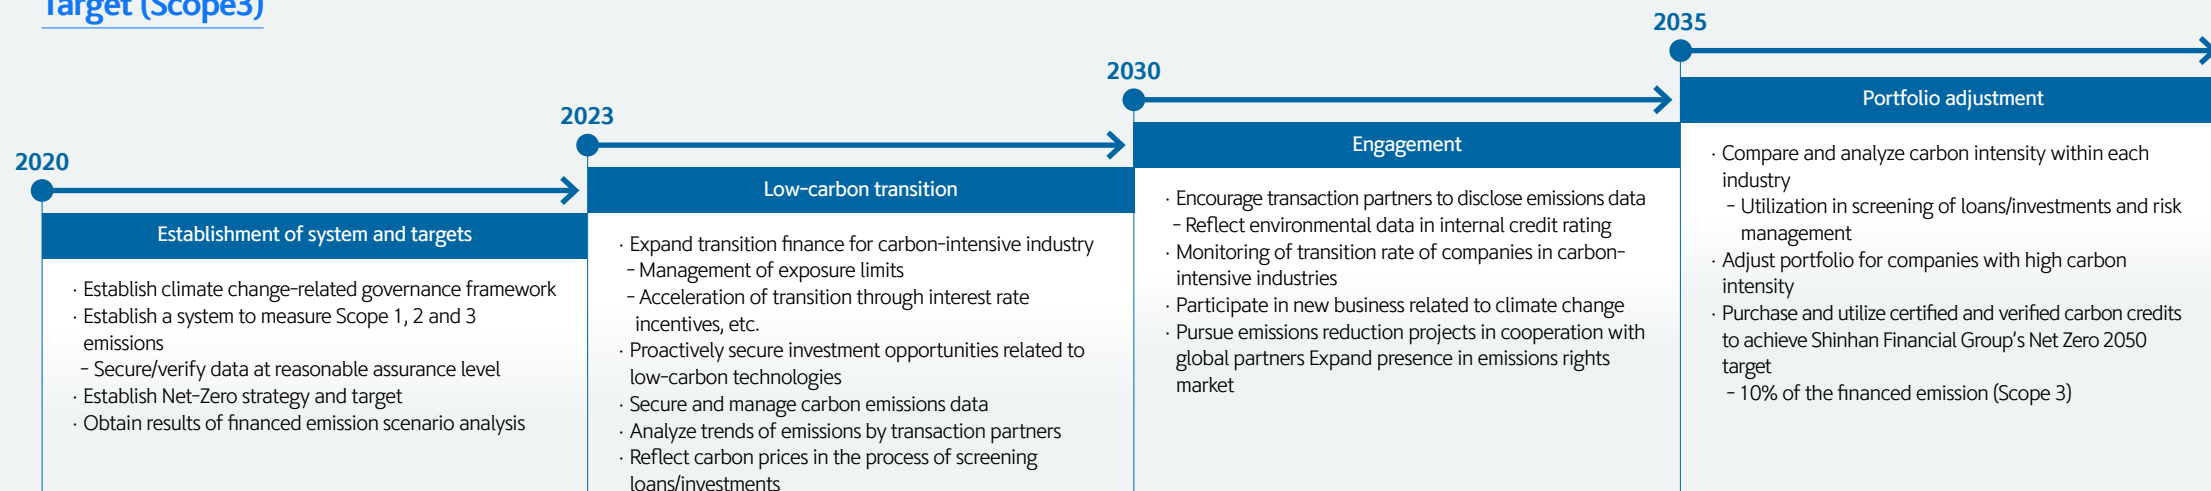 Target (Scope3)
2020
Establishment of system and targets
· Establish climate change-related governance framework
· Establish a system to measure Scope 1, 2 and 3
emissions
- Secure/verify data at reasonable assurance level
· Establish Net-Zero strategy and target
· Obtain results of financed emission scenario analysis
2023
Low-carbon transition
· Expand transition finance for carbon-intensive industry
- Management of exposure limits
- Acceleration of transition through interest rate
incentives, etc.
· Proactively secure investment opportunities related to
low-carbon technologies
· Secure and manage carbon emissions data
· Analyze trends of emissions by transaction partners
· Reflect carbon prices in the process of screening
loans/investments
2030
Engagement
· Encourage transaction partners to disclose emissions data
- Reflect environmental data in internal credit rating
· Monitoring of transition rate of companies in carbon-
intensive industries
· Participate in new business related to climate change
· Pursue emissions reduction projects in cooperation with
global partners Expand presence in emissions rights
market
2035
Portfolio adjustment
· Compare and analyze carbon intensity within each
industry
- Utilization in screening of loans/investments and risk
management
· Adjust portfolio for companies with high carbon
intensity
· Purchase and utilize certified and verified carbon credits
to achieve Shinhan Financial Group's Net Zero 2050
target
- 10% of the financed emission (Scope 3)